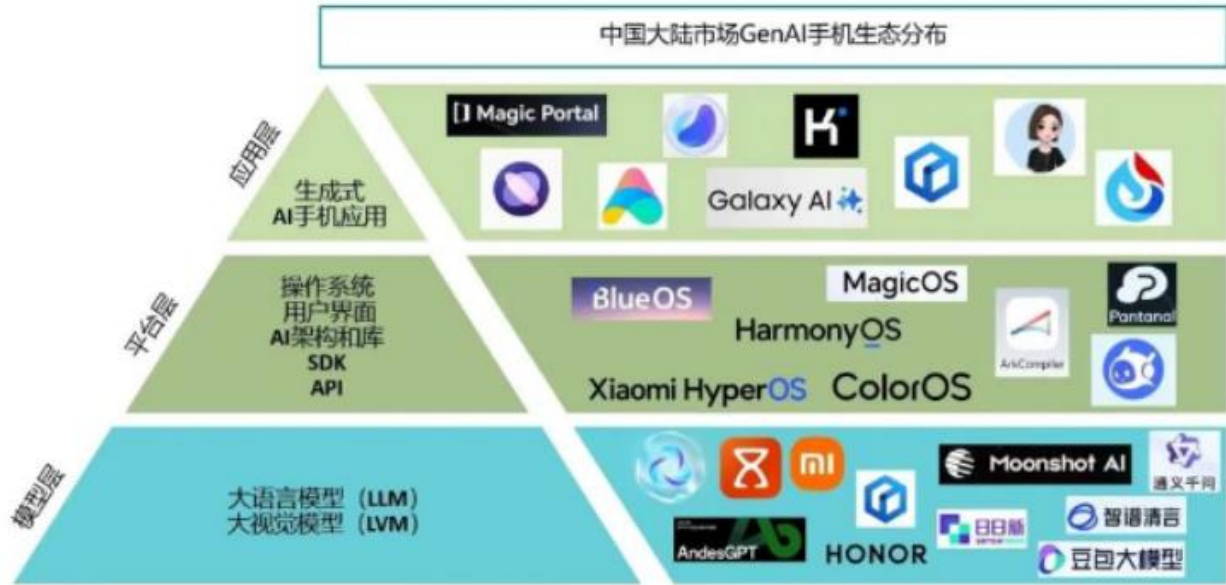 中国大陆市场GenAI手机生态分布
应用层
生成式
AI手机应用
Magic Portal
Galaxy AI
平台层
操作系统
用户界面
AI架构和库
SDK
API
BlueOS
MagicOS
HarmonyOS
ArkCompiler
Pantanal
Xiaomi HyperOS
ColorOS
模型层
大语言模型（LLM）
大视觉模型（LVM）
Moonshot AI
通义千问
AndesGPT
HONOR
日日新
智谱清言
豆包大模型